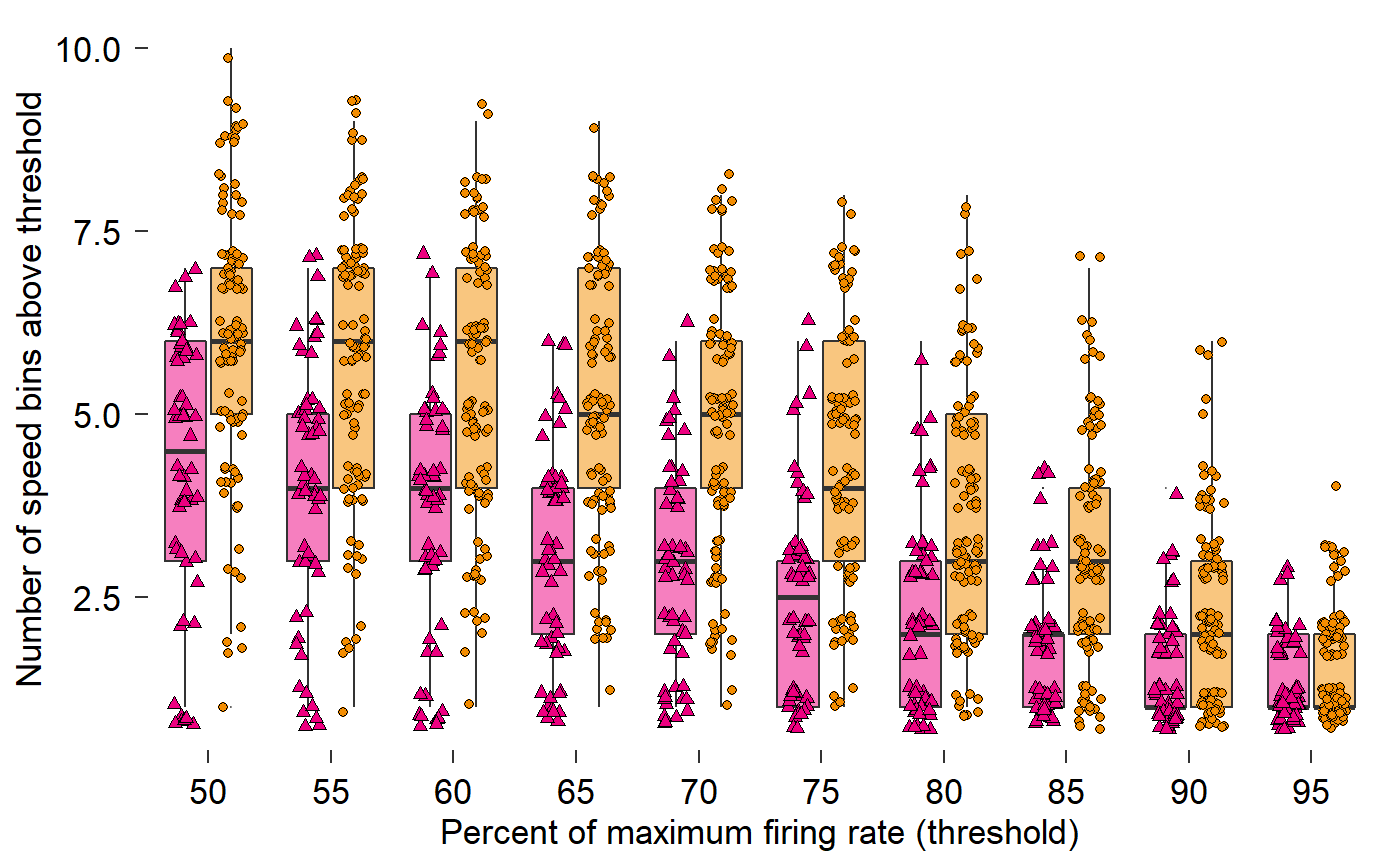 Number of speed bins above threshold
10.0
7.5
5.0
2.5
50 55 60 65 70 75 80 85 90 95
Percent of maximum firing rate (threshold)